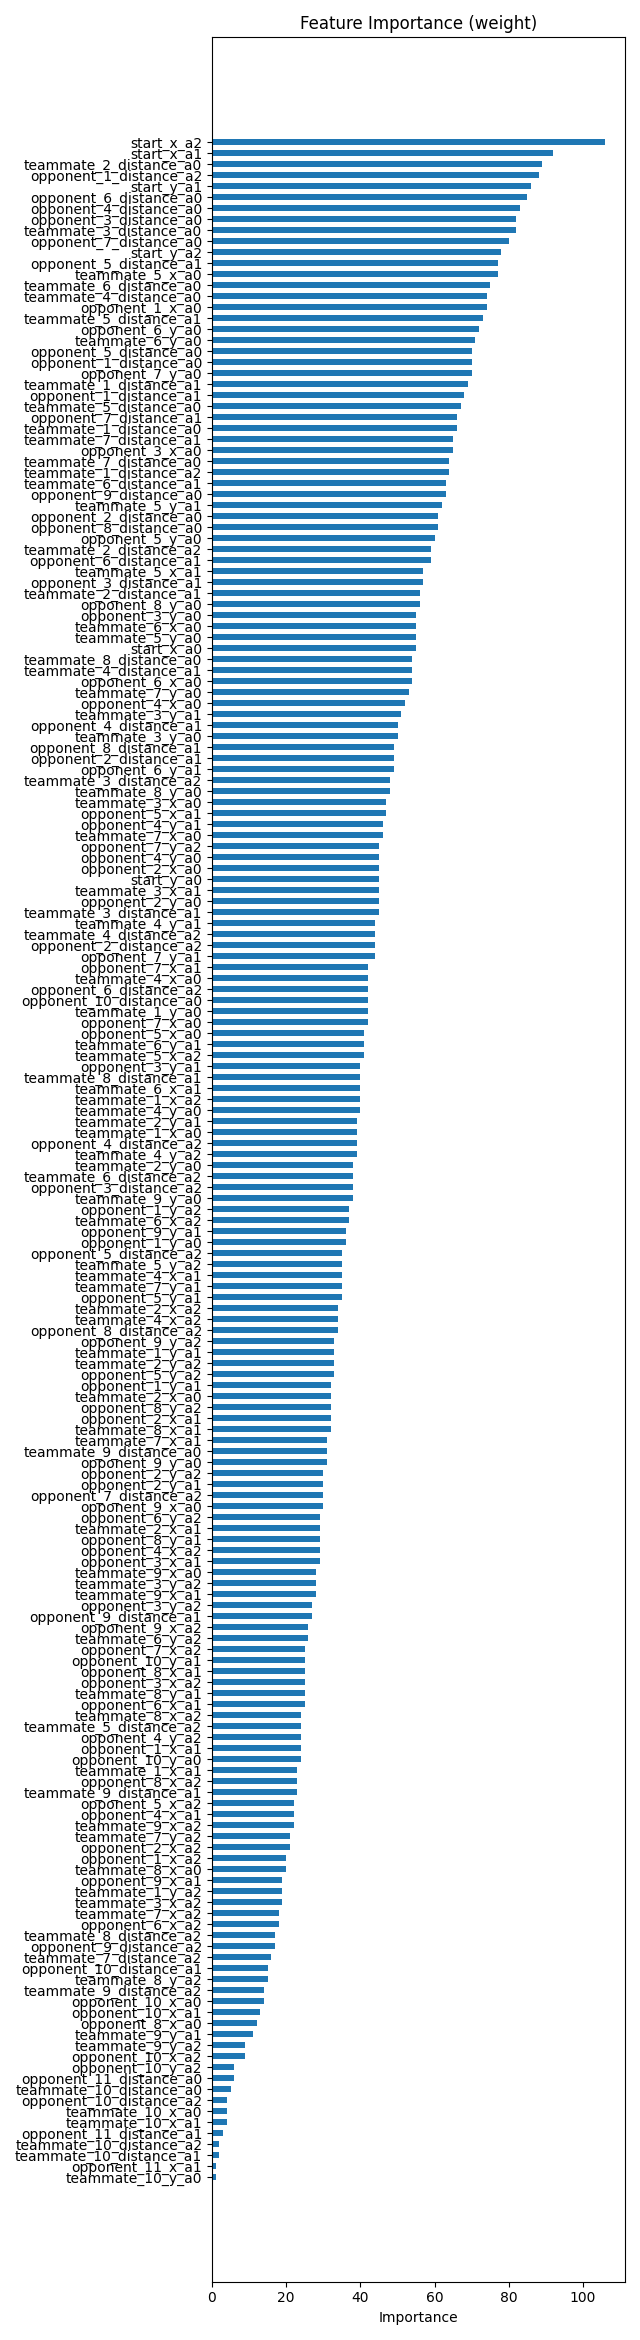 Feature Importance (weight)
start_x_a2
start_x_a1
teammate_2_distance_a0
opponent_1_distance_a2
start_y_a1
opponent_6_distance_a0
opponent_4_distance_a0
opponent_3_distance_a0
teammate_3_distance_a0
opponent_7_distance_a0
start_y_a2
opponent_5_distance_a1
teammate_5_x_a0
teammate_6_distance_a0
teammate_4_distance_a0
opponent_1_x_a0
teammate_5_distance_a1
opponent_6_y_a0
teammate_6_y_a0
opponent_5_distance_a0
opponent_1_distance_a0
opponent_7_y_a0
teammate_1_distance_a1
opponent_1_distance_a1
teammate_5_distance_a0
opponent_7_distance_a1
teammate_1_distance_a0
teammate_7_distance_a1
opponent_3_x_a0
teammate_7_distance_a0
teammate_1_distance_a2
teammate_6_distance_a1
opponent_9_distance_a0
teammate_5_y_a1
opponent_2_distance_a0
opponent_8_distance_a0
opponent_5_y_a0
teammate_2_distance_a2
opponent_6_distance_a1
teammate_5_x_a1
opponent_3_distance_a1
teammate_2_distance_a1
opponent_8_y_a0
opponent_3_y_a0
teammate_6_x_a0
teammate_5_y_a0
start_x_a0
teammate_8_distance_a0
teammate_4_distance_a1
opponent_6_x_a0
teammate_7_y_a0
opponent_4_x_a0
teammate_3_y_a1
opponent_4_distance_a1
teammate_3_y_a0
opponent_8_distance_a1
opponent_2_distance_a1
opponent_6_y_a1
teammate_3_distance_a2
teammate_8_y_a0
teammate_3_x_a0
opponent_5_x_a1
opponent_4_y_a1
teammate_7_x_a0
opponent_7_y_a2
opponent_4_y_a0
opponent_2_x_a0
start_y_a0
teammate_3_x_a1
opponent_2_y_a0
teammate_3_distance_a1
teammate_4_y_a1
teammate_4_distance_a2
opponent_2_distance_a2
opponent_7_y_a1
opponent_7_x_a1
teammate_4_x_a0
opponent_6_distance_a2
opponent_10_distance_a0
teammate_1_y_a0
opponent_7_x_a0
opponent_5_x_a0
teammate_6_y_a1
teammate_5_x_a2
opponent_3_y_a1
teammate_8_distance_a1
teammate_6_x_a1
teammate_1_x_a2
teammate_4_y_a0
teammate_2_y_a1
teammate_1_x_a0
opponent_4_distance_a2
teammate_4_y_a2
teammate_2_y_a0
teammate_6_distance_a2
opponent_3_distance_a2
teammate_9_y_a0
opponent_1_y_a2
teammate_6_x_a2
opponent_9_y_a1
opponent_1_y_a0
opponent_5_distance_a2
teammate_5_y_a2
teammate_4_x_a1
teammate_7_y_a1
opponent_5_y_a1
teammate_2_x_a2
teammate_4_x_a2
opponent_8_distance_a2
opponent_9_y_a2
teammate_1_y_a1
teammate_2_y_a2
opponent_5_y_a2
opponent_1_y_a1
teammate_2_x_a0
opponent_8_y_a2
opponent_2_x_a1
teammate_8_x_a1
teammate_7_x_a1
teammate_9_distance_a0
opponent_9_y_a0
opponent_2_y_a2
opponent_2_y_a1
opponent_7_distance_a2
opponent_9_x_a0
opponent_6_y_a2
teammate_2_x_a1
opponent_8_y_a1
opponent_4_x_a2
opponent_3_x_a1
teammate_9_x_a0
teammate_3_y_a2
teammate_9_x_a1
opponent_3_y_a2
opponent_9_distance_a1
opponent_9_x_a2
teammate_6_y_a2
opponent_7_x_a2
opponent_10_y_a1
opponent_8_x_a1
opponent_3_x_a2
teammate_8_y_a1
opponent_6_x_a1
teammate_8_x_a2
teammate_5_distance_a2
opponent_4_y_a2
opponent_1_x_a1
opponent_10_y_a0
teammate_1_x_a1
opponent_8_x_a2
teammate_9_distance_a1
opponent_5_x_a2
opponent_4_x_a1
teammate_9_x_a2
teammate_7_y_a2
opponent_2_x_a2
opponent_1_x_a2
teammate_8_x_a0
opponent_9_x_a1
teammate_1_y_a2
teammate_3_x_a2
teammate_7_x_a2
opponent_6_x_a2
teammate_8_distance_a2
opponent_9_distance_a2
teammate_7_distance_a2
opponent_10_distance_a1
teammate_8_y_a2
teammate_9_distance_a2
opponent_10_x_a0
opponent_10_x_a1
opponent_8_x_a0
teammate_9_y_a1
teammate_9_y_a2
opponent_10_x_a2
opponent_10_y_a2
opponent_11_distance_a0
teammate_10_distance_a0
opponent_10_distance_a2
teammate_10_x_a0
teammate_10_x_a1
opponent_11_distance_a1
teammate_10_distance_a2
teammate_10_distance_a1
opponent_11_x_a1
teammate_10_y_a0
0 20 40 60 80 100
Importance